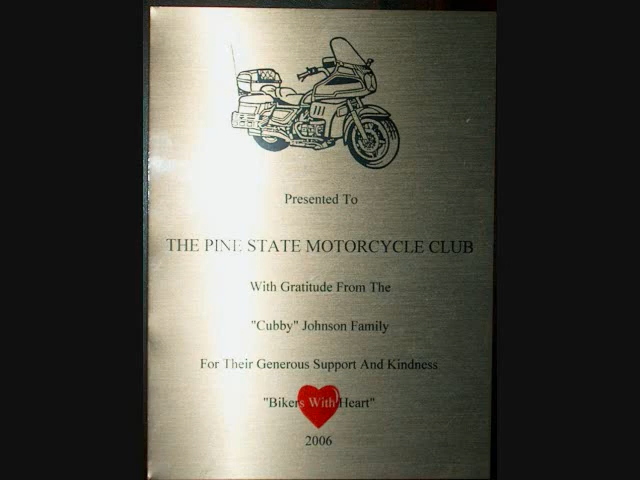 Presented To
THE PINE STATE MOTORCYCLE CLUB
With Gratitude From The
"Cubby" Johnson Family
For Their Generous Support And Kindness
"Bikers With Heart"
2006